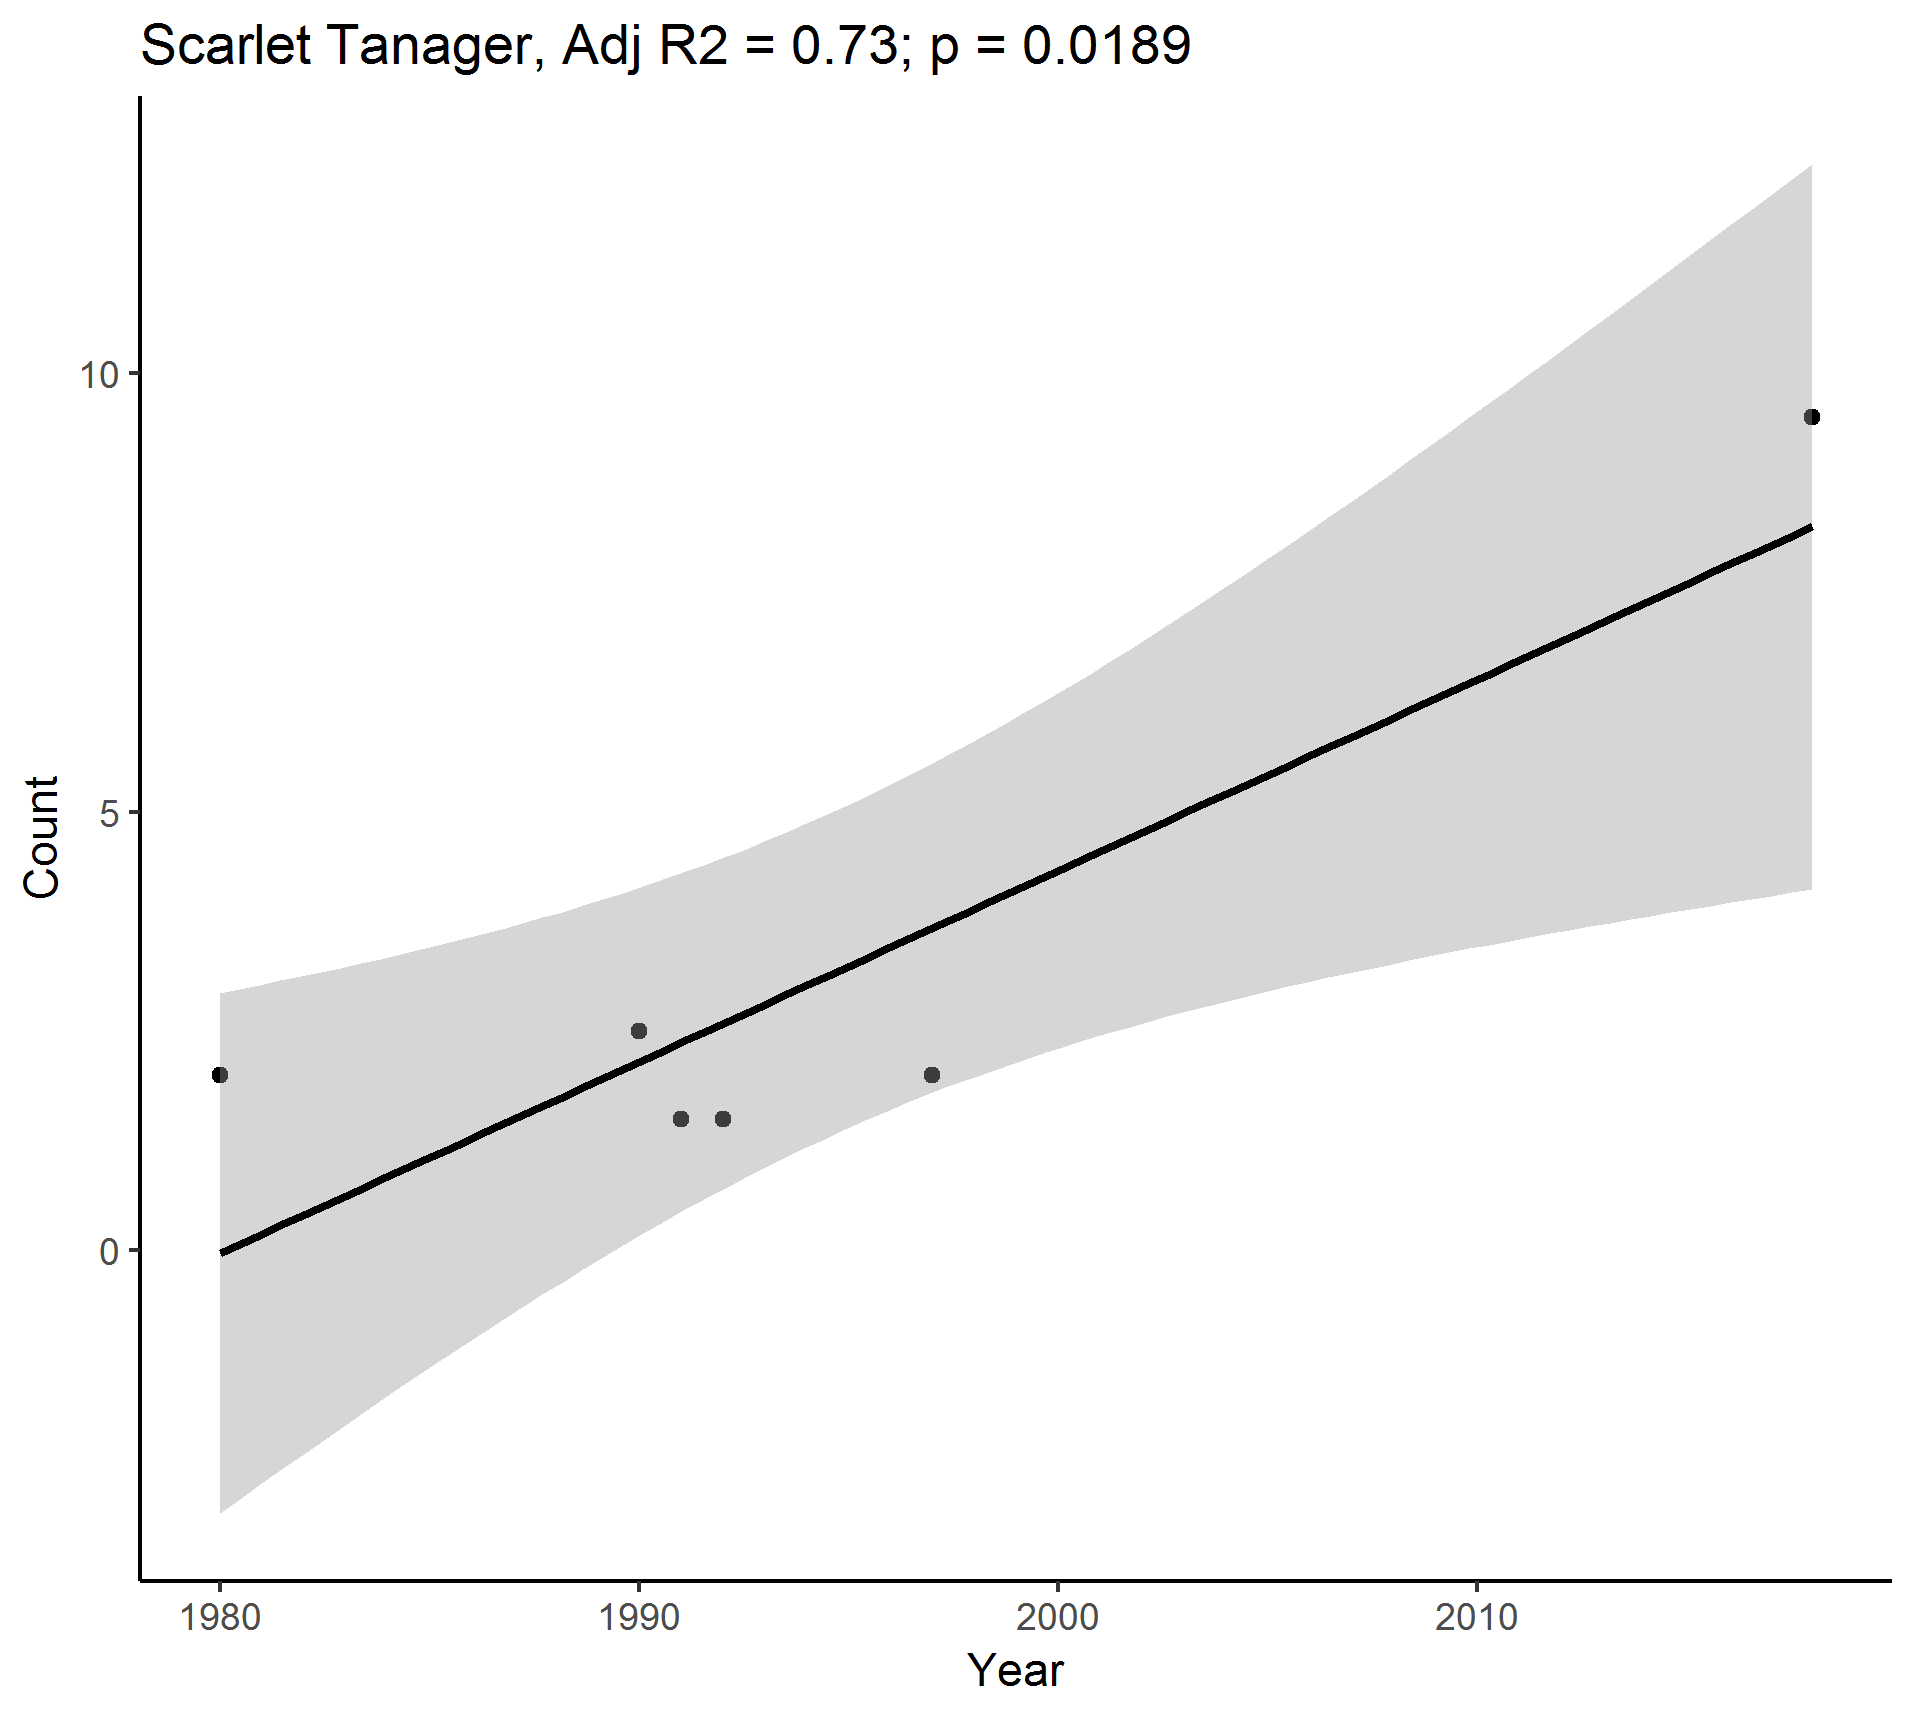 Scarlet Tanager, Adj R2 = 0.73; p = 0.0189
10
5
0
Count
1980 1990 2000 2010
Year